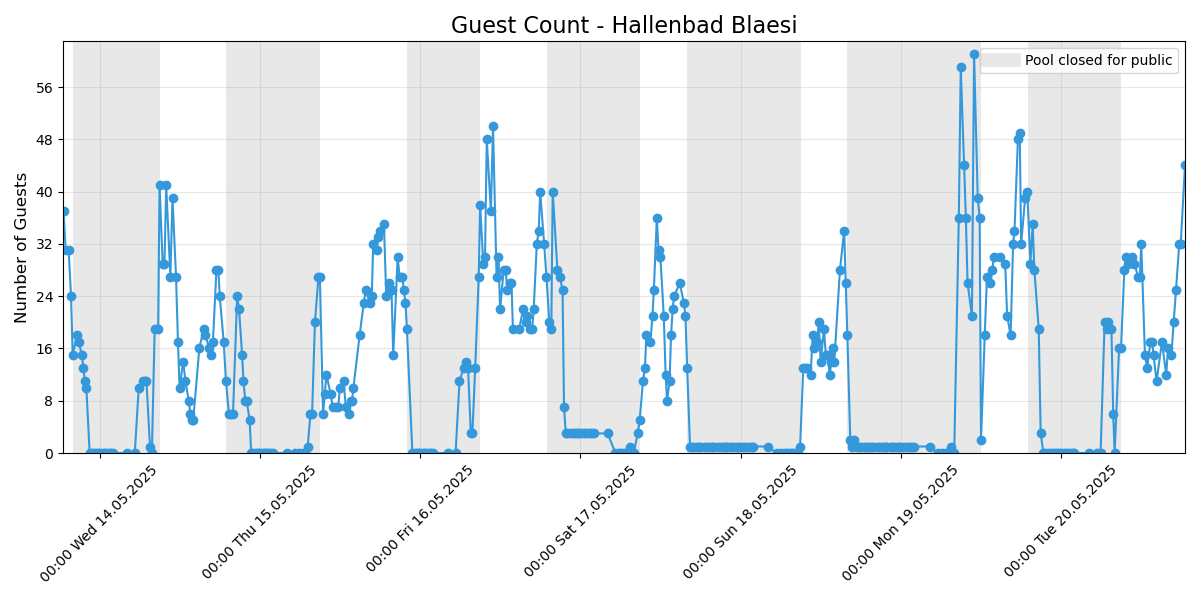 Guest Count - Hallenbad Blaesi
Pool closed for public
Number of Guests
56
48
40
32
24
16
8
0
00:00 Wed 14.05.2025
00:00 Thu 15.05.2025
00:00 Fri 16.05.2025
00:00 Sat 17.05.2025
00:00 Sun 18.05.2025
00:00 Mon 19.05.2025
00:00 Tue 20.05.2025